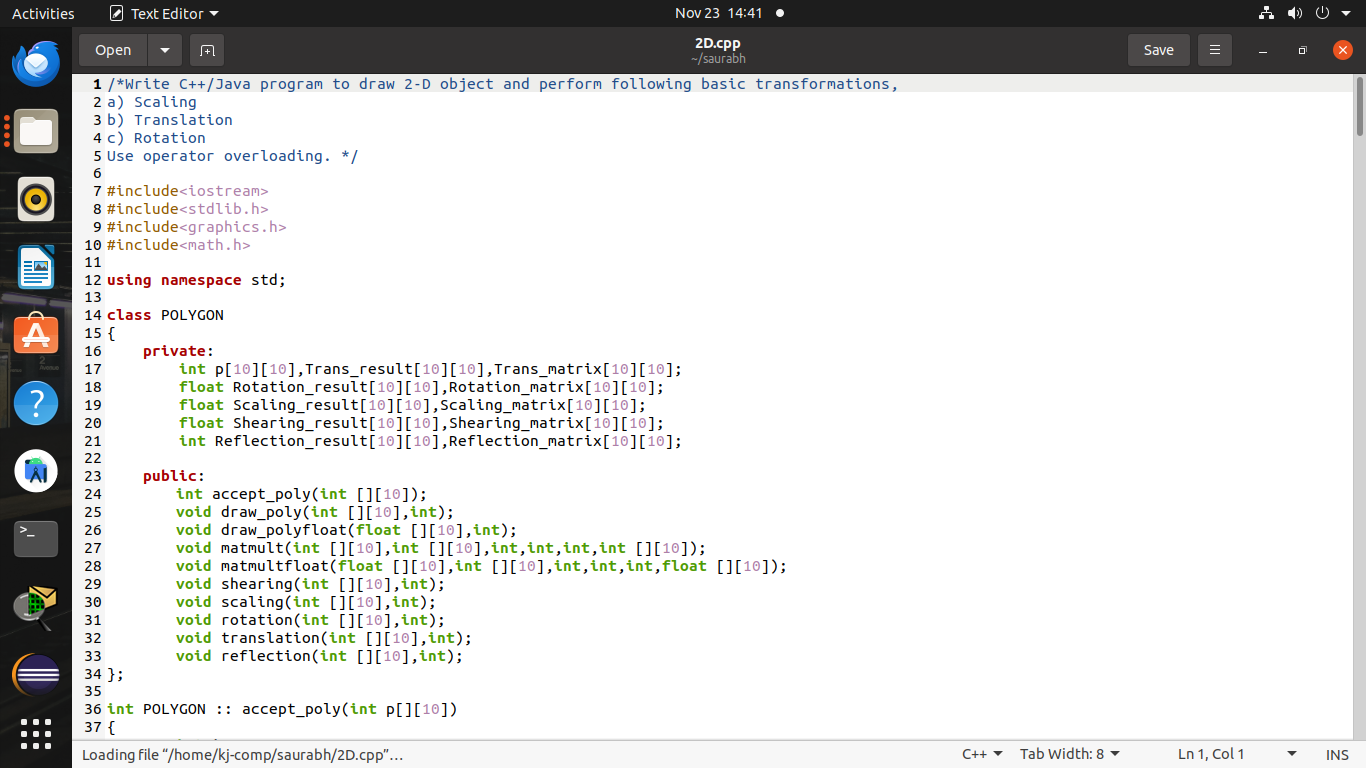 Activities Text Editor Nov 23 14:41
Open 2D.cpp Save
~/saurabh
1 /*Write C++/Java program to draw 2-D object and perform following basic transformations,
2 a) Scaling
3 b) Translation
4 c) Rotation
5 Use operator overloading. */
6
7 #include<iostream>
8 #include<stdlib.h>
9 #include<graphics.h>
10 #include<math.h>
11
12 using namespace std;
13
14 class POLYGON
15 {
16     private:
17         int p[10][10],Trans_result[10][10],Trans_matrix[10][10];
18         float Rotation_result[10][10],Rotation_matrix[10][10];
19         float Scaling_result[10][10],Scaling_matrix[10][10];
20         float Shearing_result[10][10],Shearing_matrix[10][10];
21         int Reflection_result[10][10],Reflection_matrix[10][10];
22
23     public:
24         int accept_poly(int [][10]);
25         void draw_poly(int [][10],int);
26         void draw_polyfloat(float [][10],int);
27         void matmult(int [][10],int [][10],int,int,int,int [][10]);
28         void matmultfloat(float [][10],int [][10],int,int,int,float [][10]);
29         void shearing(int [][10],int);
30         void scaling(int [][10],int);
31         void rotation(int [][10],int);
32         void translation(int [][10],int);
33         void reflection(int [][10],int);
34 };
35
36 int POLYGON :: accept_poly(int p[][10])
37 {
Loading file “/home/kj-comp/saurabh/2D.cpp”… C++ Tab Width: 8 Ln 1, Col 1 INS